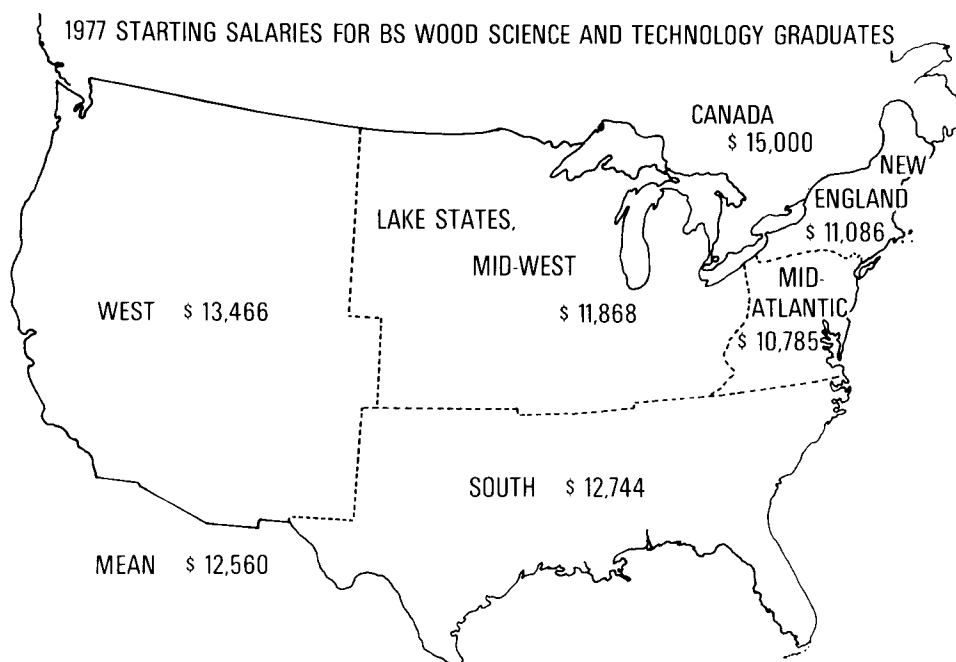 1977 STARTING SALARIES FOR BS WOOD SCIENCE AND TECHNOLOGY GRADUATES
CANADA
$ 15,000
NEW
ENGLAND
$ 11,086
LAKE STATES,
MID-WEST
$ 11,868
MID-
ATLANTIC
$ 10,785
WEST $ 13,466
SOUTH $ 12,744
MEAN $ 12,560